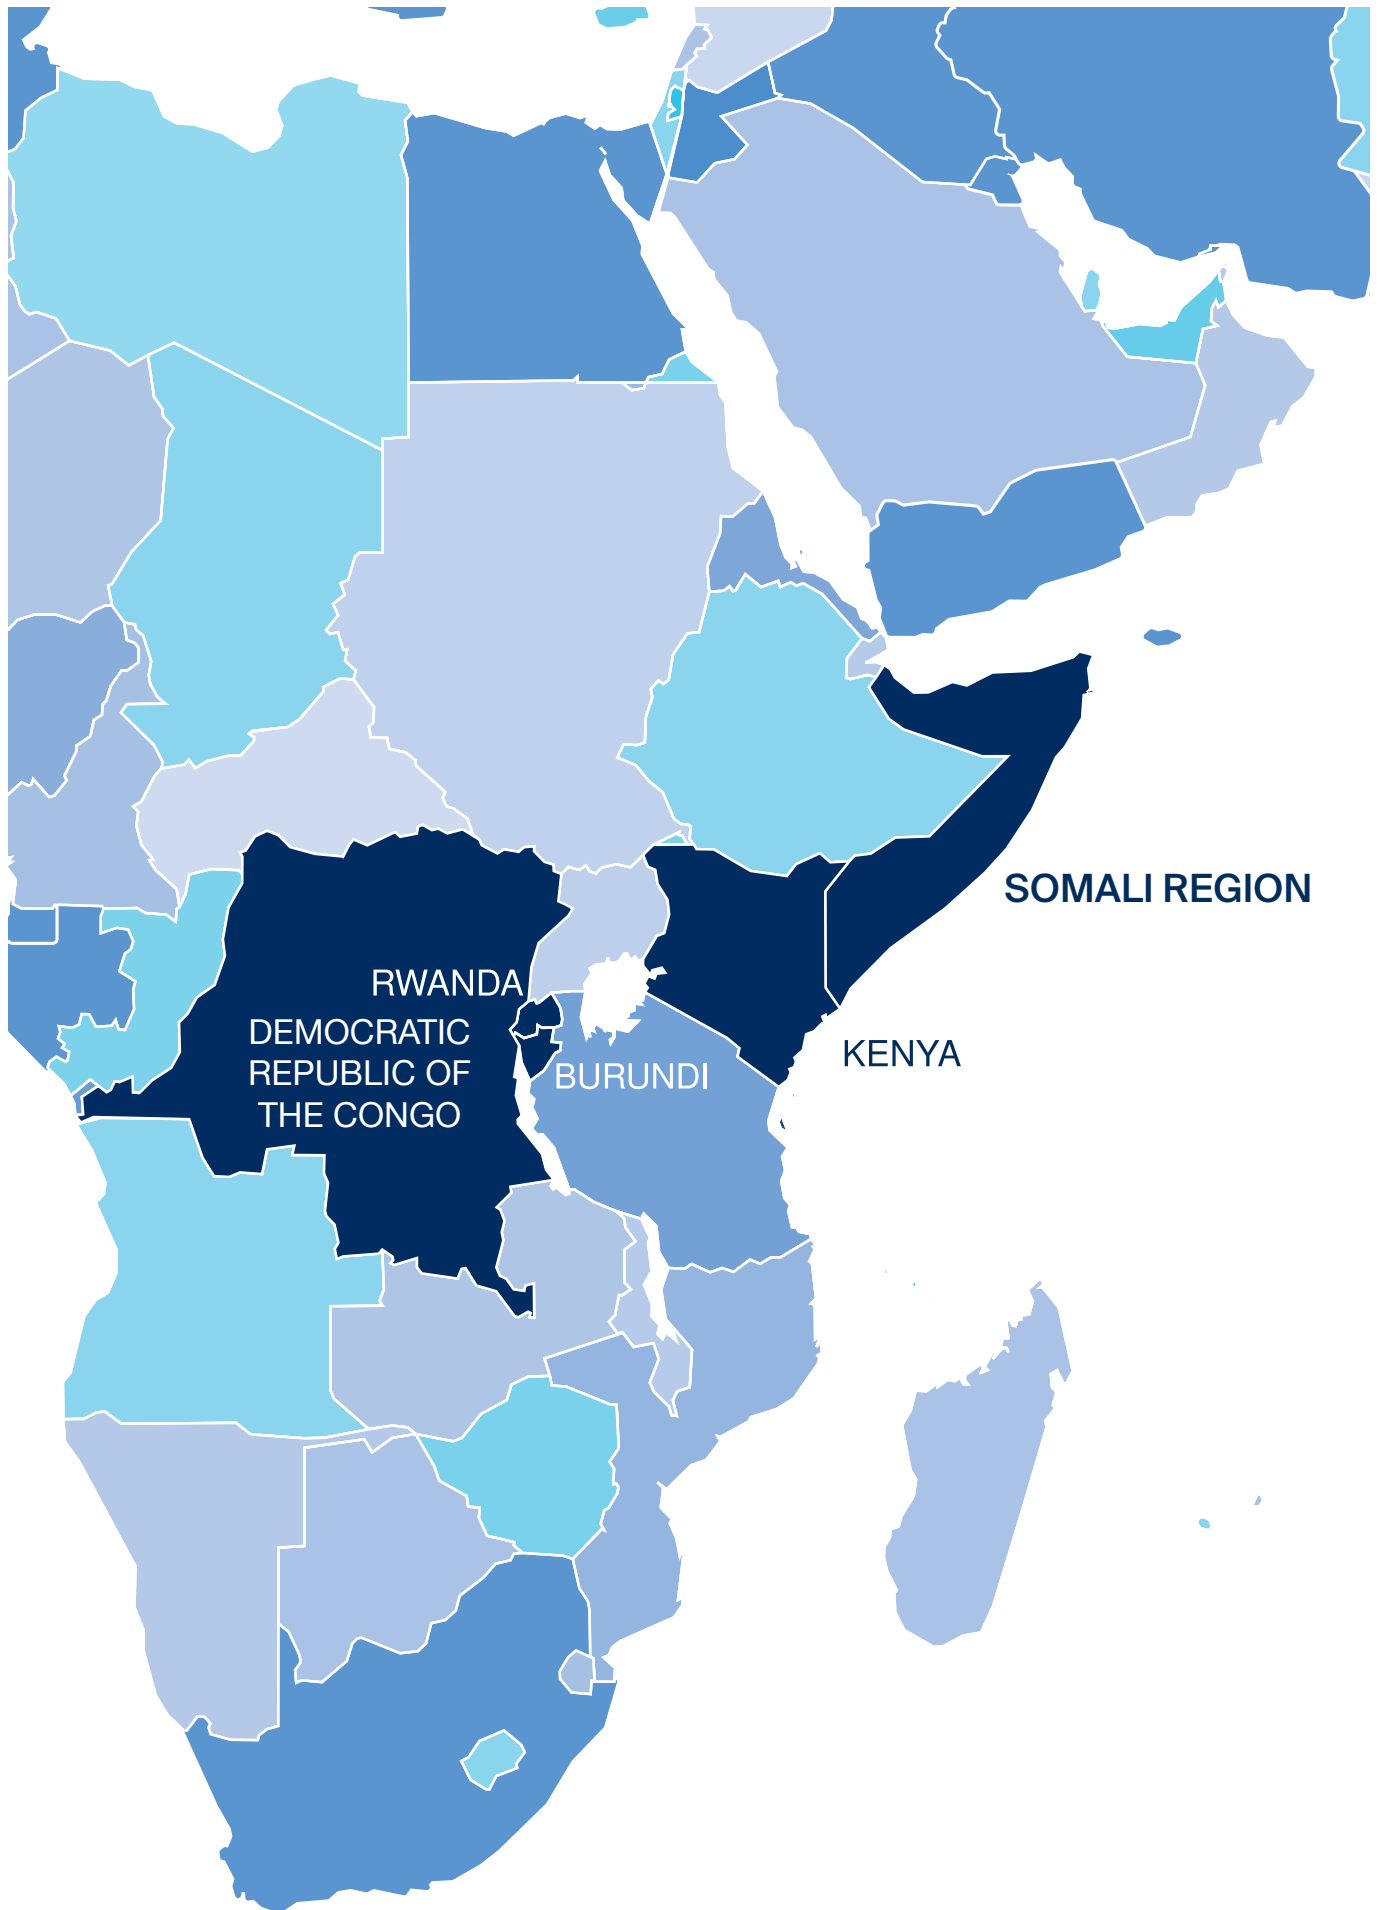 SOMALI REGION
RWANDA
DEMOCRATIC
REPUBLIC OF
THE CONGO
KENYA
BURUNDI